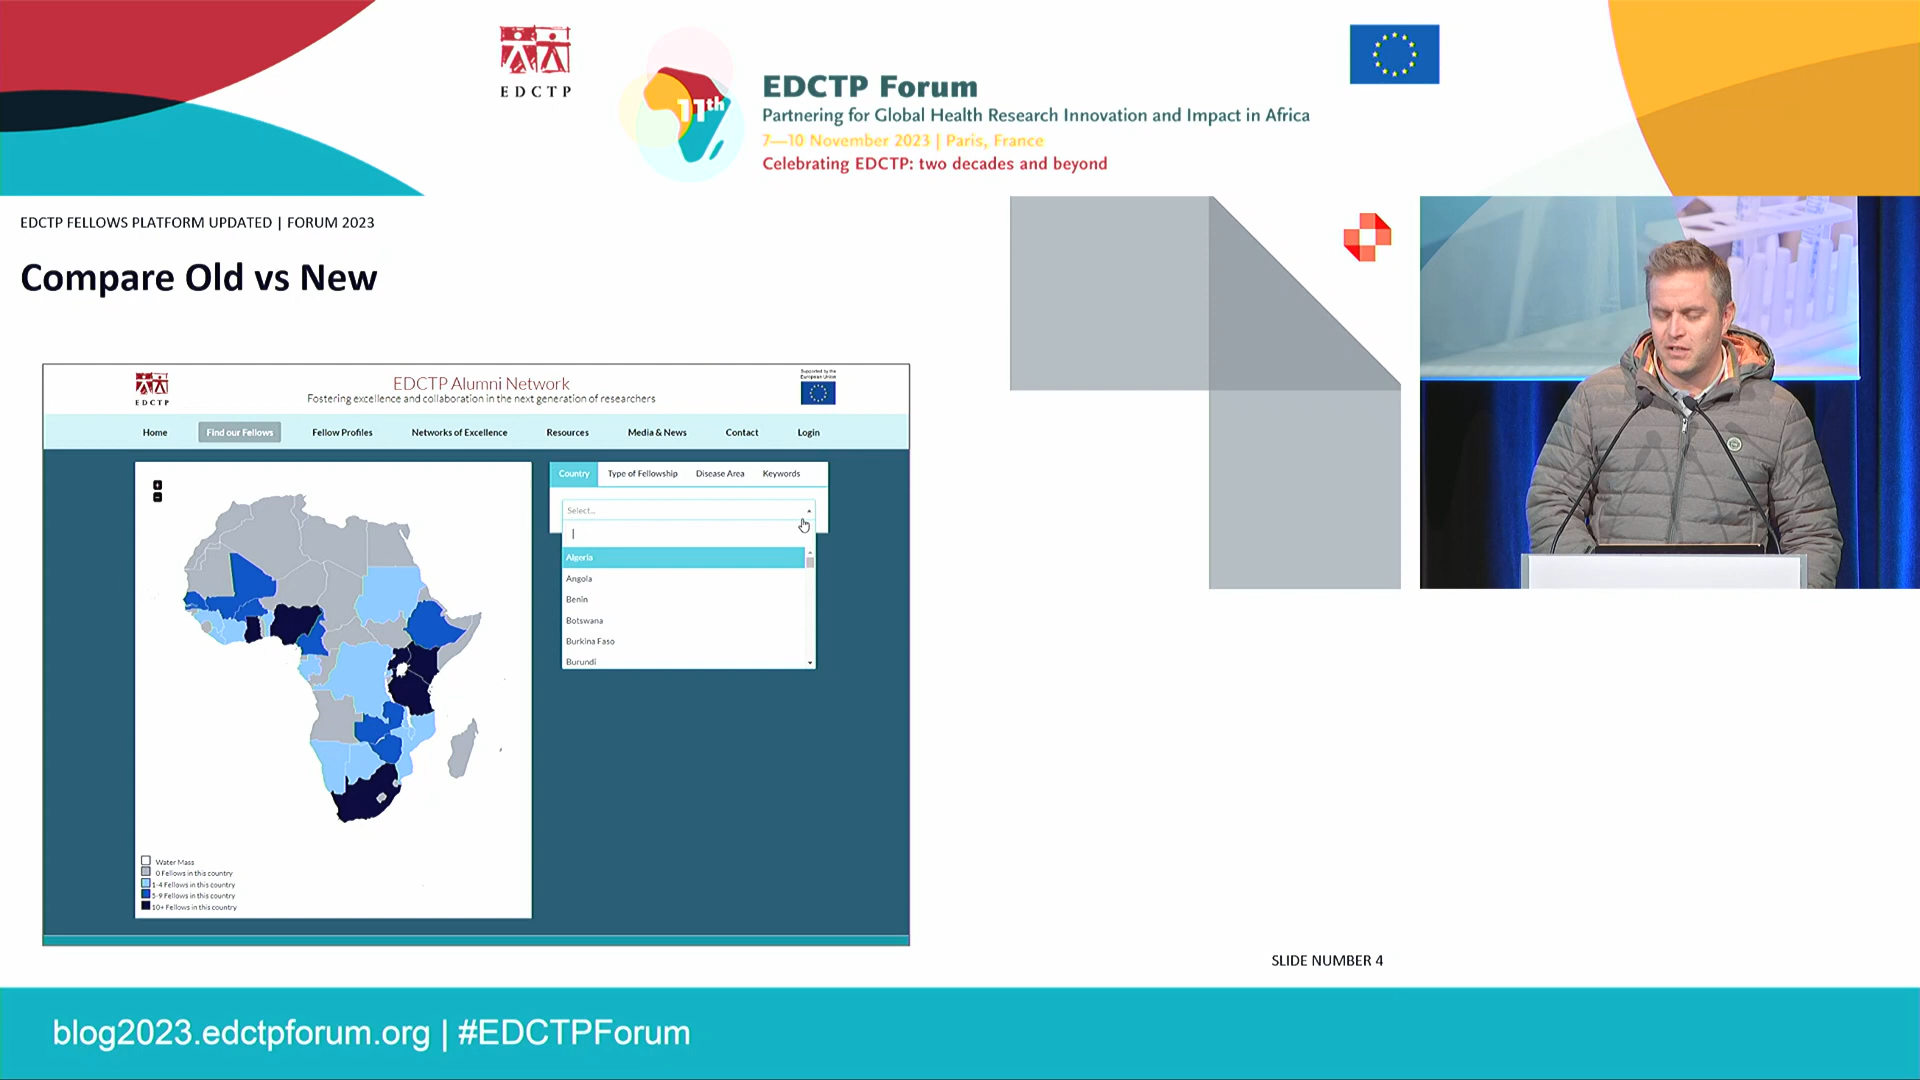 EDCTP
11th
EDCTP Forum
Partnering for Global Health Research Innovation and Impact in Africa
7—10 November 2023 | Paris, France
Celebrating EDCTP: two decades and beyond
EDCTP FELLOWS PLATFORM UPDATED | FORUM 2023
Compare Old vs New
EDCTP
EDCTP Alumni Network
Fostering excellence and collaboration in the next generation of researchers
Supported by the
European Union
Home
Find our Fellows
Fellow Profiles
Networks of Excellence
Resources
Media & News
Contact
Login
Country
Type of Fellowship
Disease Area
Keywords
Select...
Algeria
Angola
Benin
Botswana
Burkina Faso
Burundi
Water Mass
0 Fellows in this country
1-4 Fellows in this country
5-9 Fellows in this country
10+ Fellows in this country
SLIDE NUMBER 4
blog2023.edctpforum.org | #EDCTPForum